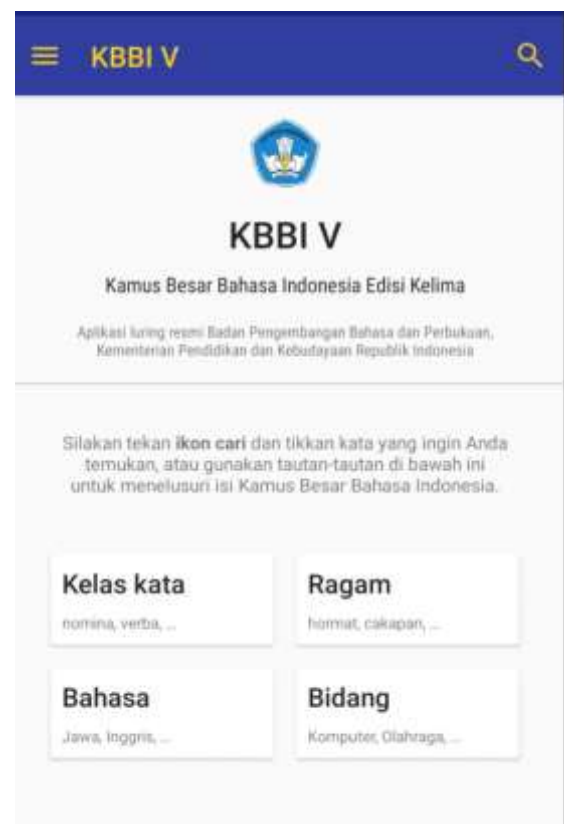 KBBI V
KBBI V
Kamus Besar Bahasa Indonesia Edisi Kelima
Aplikasi luring resmi Badan Pengembangan Bahasa dan Perbukuan,
Kementerian Pendidikan dan Kebudayaan Republik Indonesia
Silakan tekan ikon cari dan tikkan kata yang ingin Anda
temukan, atau gunakan tautan-tautan di bawah ini
untuk menelusuri isi Kamus Besar Bahasa Indonesia.
Kelas kata
nomina, verba, ...
Ragam
hormat, cakapan, ...
Bahasa
Jawa, Inggris, ...
Bidang
Komputer, Olahraga, ...